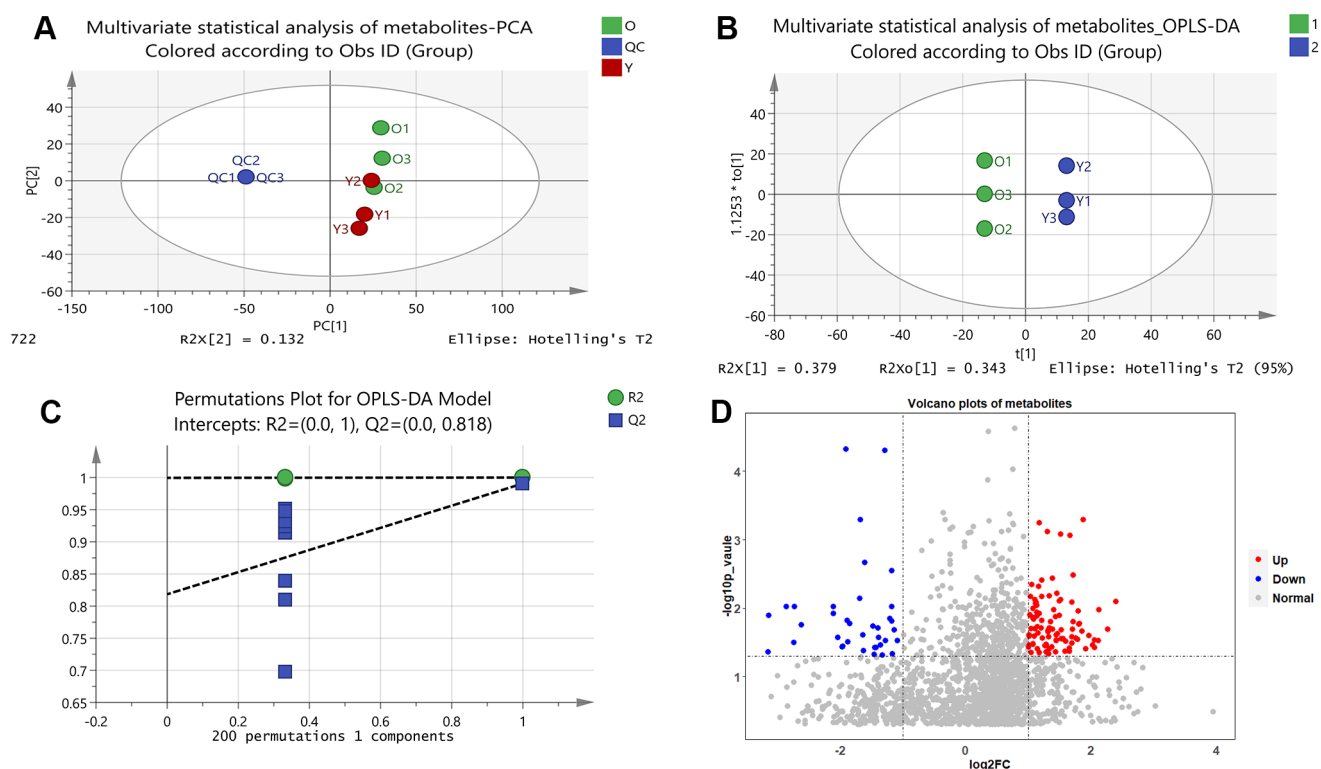 A
Multivariate statistical analysis of metabolites-PCA
Colored according to Obs ID (Group)
O
QC
Y
PC[2]
40
20
0
-20
-40
-60
O1
O3
Y2
O2
Y1
Y3
QC2
QC1
QC3
-150
-100
-50
0
50
100
PC[1]
722
R2X[2] = 0.132
Ellipse: Hotelling's T2
B
Multivariate statistical analysis of metabolites_OPLS-DA
Colored according to Obs ID (Group)
1
2
1.1253 * to[1]
40
20
0
-20
-40
-60
O1
O3
O2
Y2
Y1
Y3
-80
-60
-40
-20
0
20
40
60
t[1]
R2X[1] = 0.379
R2Xo[1] = 0.343
Ellipse: Hotelling's T2 (95%)
C
Permutations Plot for OPLS-DA Model
Intercepts: R2=(0.0, 1), Q2=(0.0, 0.818)
R2
Q2
1
0.95
0.9
0.85
0.8
0.75
0.7
0.65
-0.2
0
0.2
0.4
0.6
0.8
1
200 permutations 1 components
D
Volcano plots of metabolites
-log10p_vaule
4
3
2
1
-2
0
2
4
log2FC
Up
Down
Normal